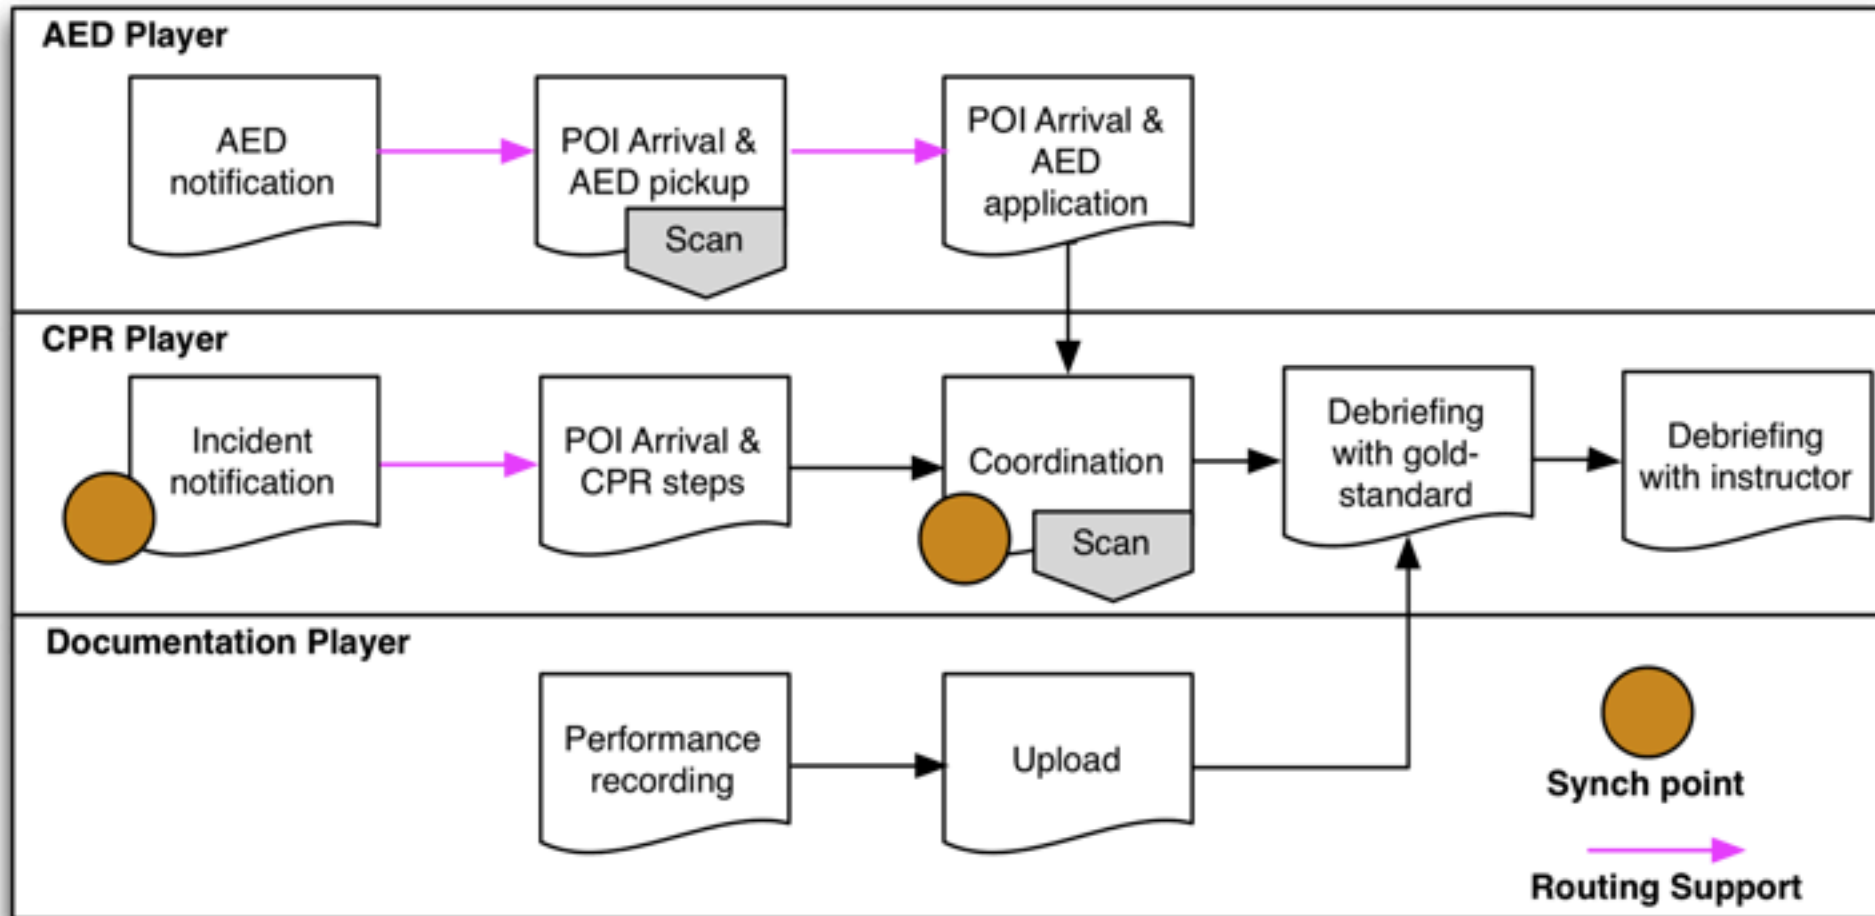 AED Player
AED
notification
POI Arrival &
AED pickup
Scan
POI Arrival &
AED
application
CPR Player
Incident
notification
POI Arrival &
CPR steps
Coordination
Scan
Debriefing
with gold-
standard
Debriefing
with instructor
Documentation Player
Performance
recording
Upload
Synch point
Routing Support